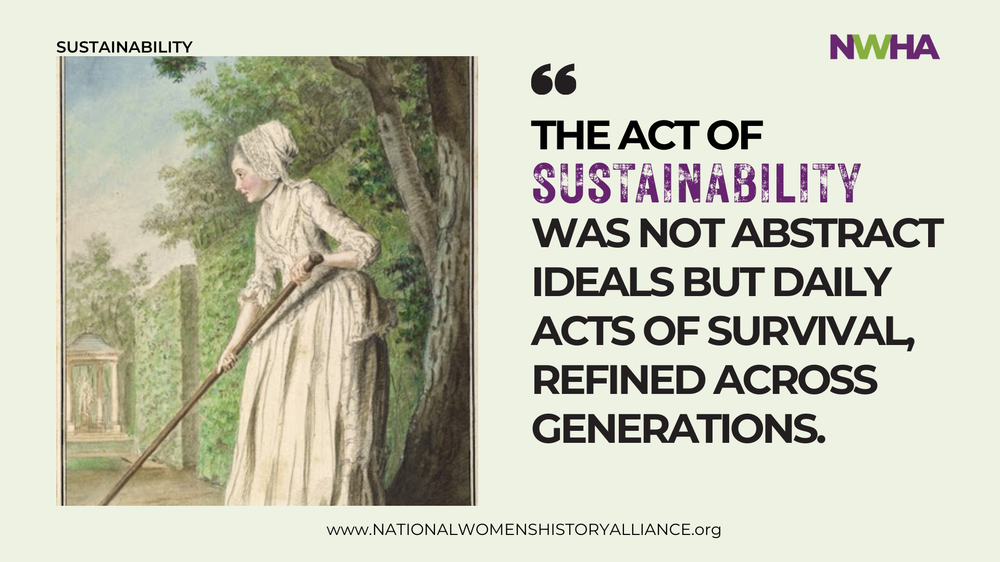 SUSTAINABILITY
NWHA
“
THE ACT OF
SUSTAINABILITY
WAS NOT ABSTRACT
IDEALS BUT DAILY
ACTS OF SURVIVAL,
REFINED ACROSS
GENERATIONS.
www.NATIONALWOMENSHISTORYALLIANCE.org